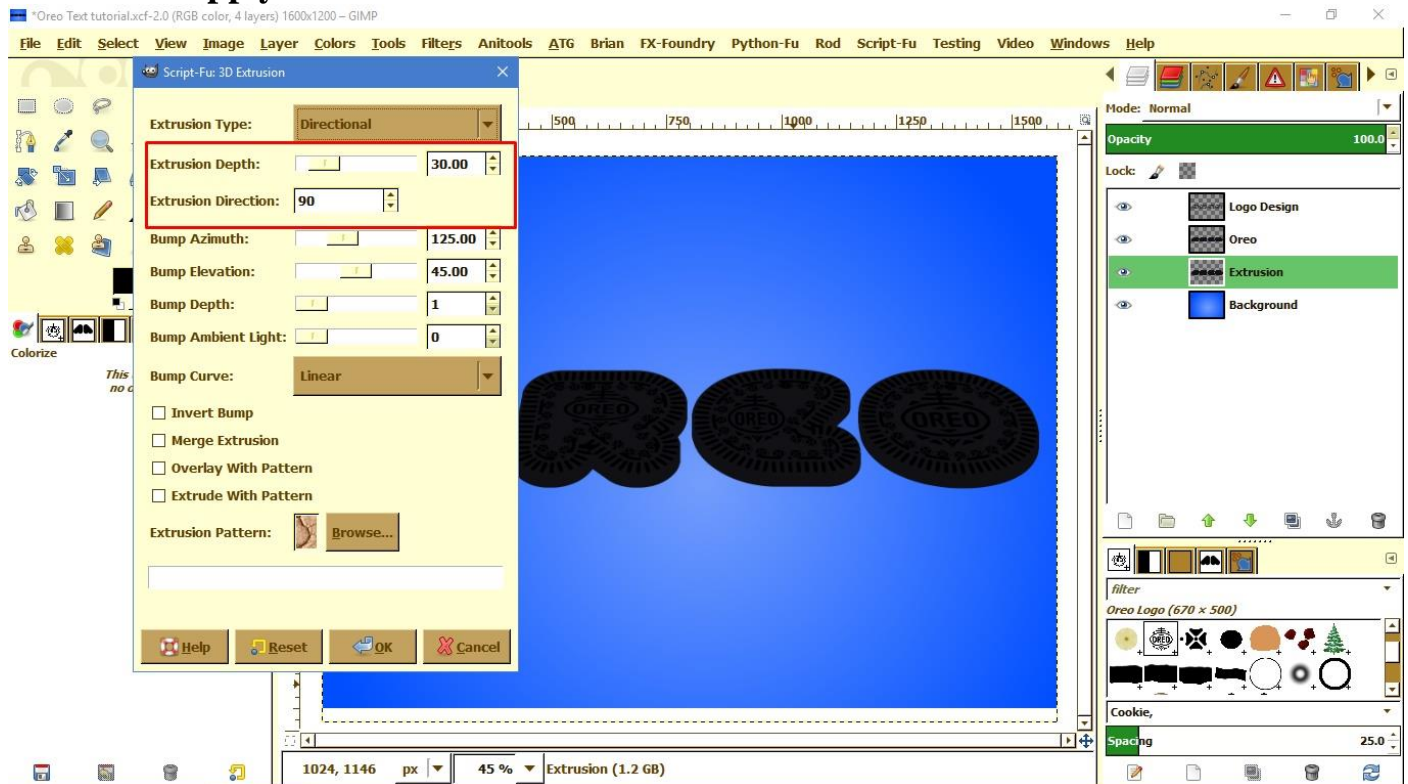 *Oreo Text tutorial.xcf-2.0 (RGB color, 4 layers) 1600x1200 – GIMP
File Edit Select View Image Layer Colors Tools Filters Anitools ATG Brian FX-Foundry Python-Fu Rod Script-Fu Testing Video Windows Help
Script-Fu: 3D Extrusion
Extrusion Type: Directional
Extrusion Depth: 30.00
Extrusion Direction: 90
Bump Azimuth: 125.00
Bump Elevation: 45.00
Bump Depth: 1
Bump Ambient Light: 0
Bump Curve: Linear
Invert Bump
Merge Extrusion
Overlay With Pattern
Extrude With Pattern
Extrusion Pattern: Browse...
Help Reset OK Cancel
Colorize
This
no
500 750 1000 1250 1500
OREO OREO OREO
1024, 1146 px 45 % Extrusion (1.2 GB)
Mode: Normal
Opacity 100.0
Lock:
Logo Design
Oreo
Extrusion
Background
filter
Oreo Logo (670 × 500)
Cookie,
Spacing 25.0